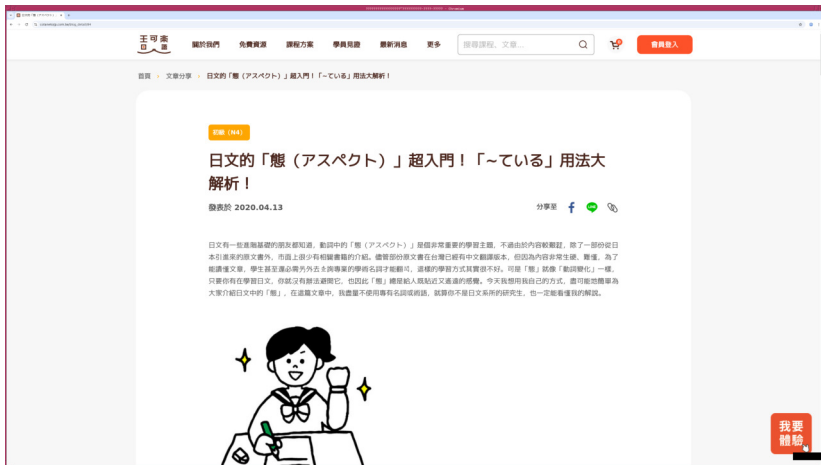 王可樂
日語
關於我們 免費資源 課程方案 學員見證 最新消息 更多 搜尋課程、文章... 會員登入
首頁 › 文章分享 › 日文的「態（アスペクト）」超入門！「~ている」用法大解析！
初級（N4）
日文的「態（アスペクト）」超入門！「~ている」用法大
解析！
發表於 2020.04.13
分享至
日文有一些進階基礎的朋友都知道，動詞中的「態（アスペクト）」是個非常重要的學習主題，不過由於內容較艱澀，除了一部份從日
本引進來的原文書外，市面上很少有相關書籍的介紹。儘管部份原文書在台灣已經有中文翻譯版本，但因為內容非常生硬、難懂，為了
能讀懂文章，學生甚至還必需另外去查詢專業的學術名詞才能翻閱，這樣的學習方式其實很不好。可是「態」就像「動詞變化」一樣，
只要你有在學習日文，你就沒有辦法避開它，也因此「態」總是給人既貼近又遙遠的感覺。今天我想用我自己的方式，盡可能地簡單為
大家介紹日文中的「態」，在這篇文章中，我盡量不使用專有名詞或術語，就算你不是日文系所的研究生，也一定能看懂我的解說。
我要
體驗